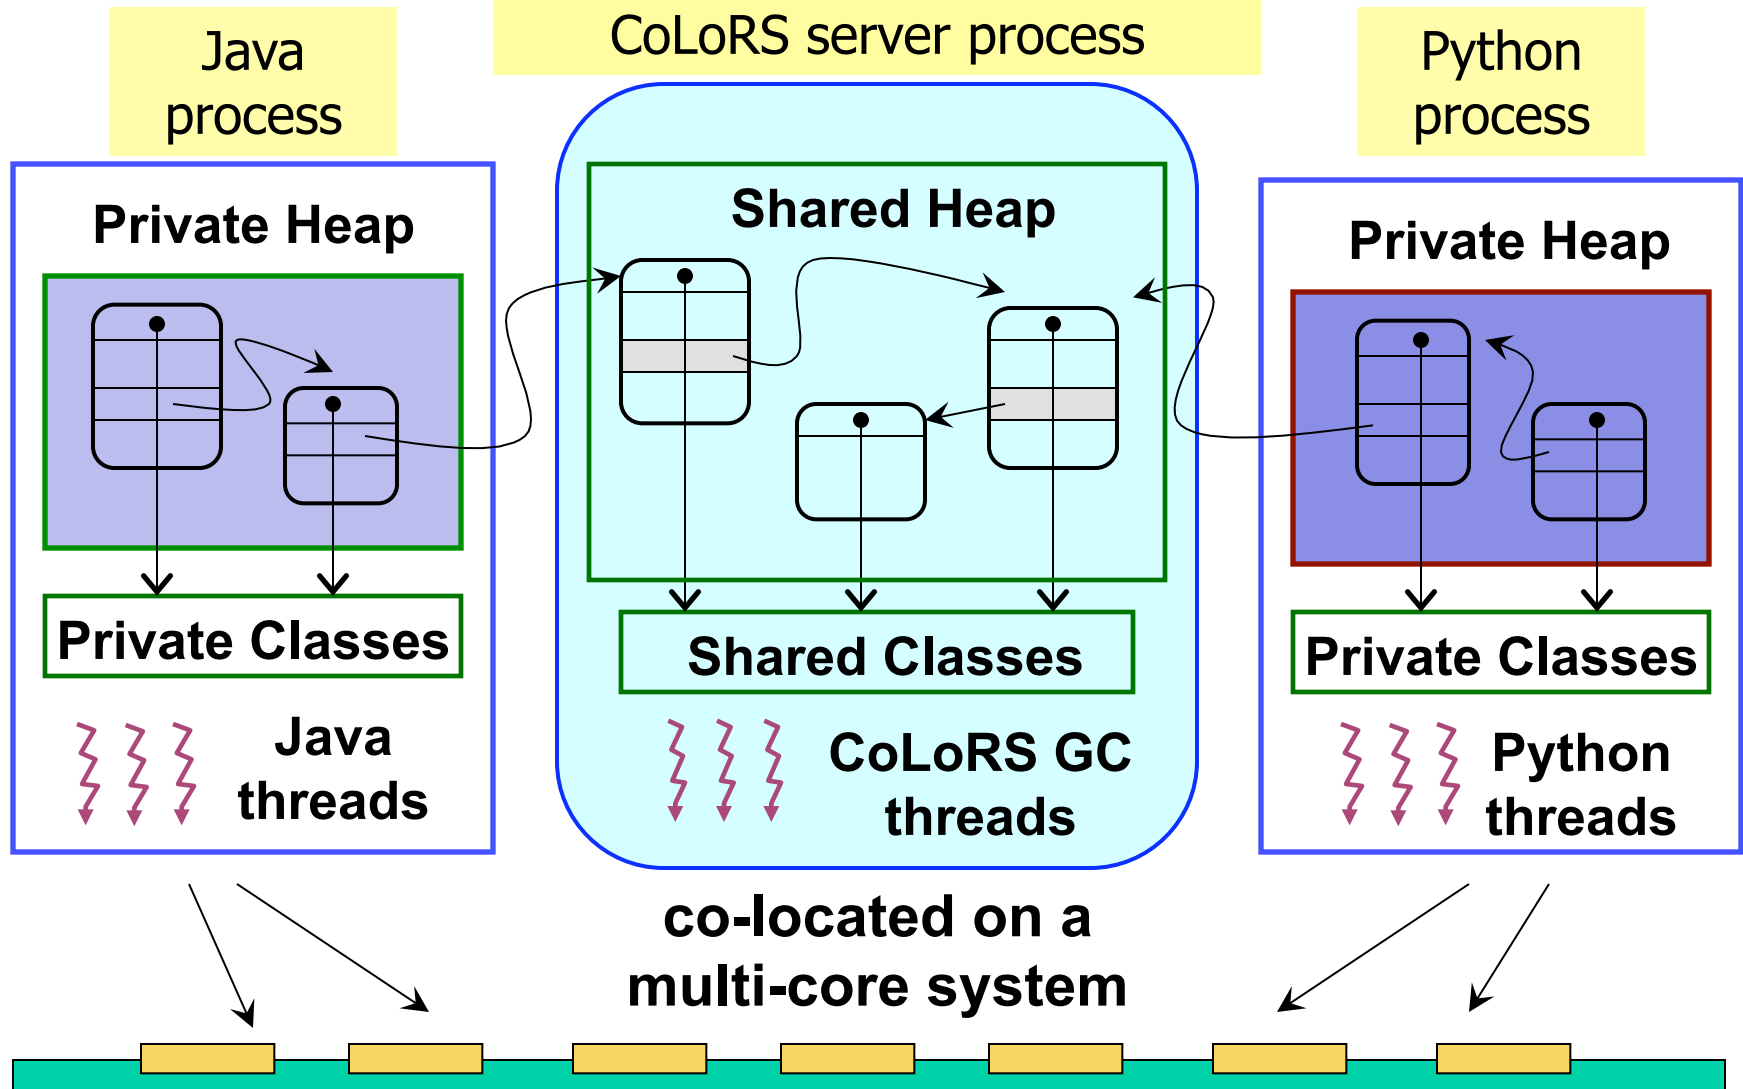 Java
process
CoLoRS server process
Python
process
Private Heap
Shared Heap
Private Heap
Private Classes
Shared Classes
Private Classes
Java
threads
CoLoRS GC
threads
Python
threads
co-located on a
multi-core system